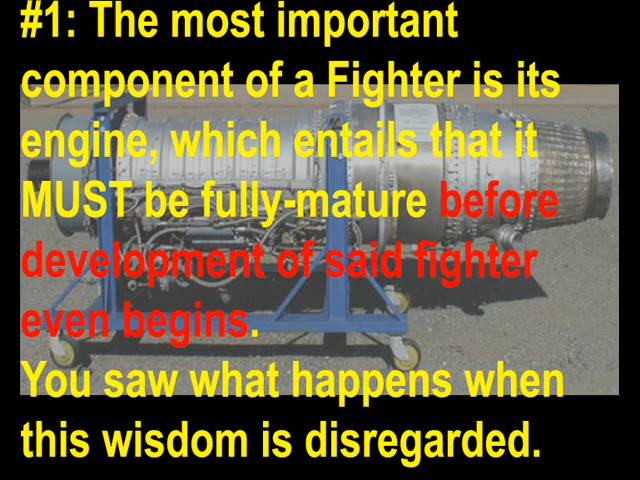 #1: The most important
component of a Fighter is its
engine, which entails that it
MUST be fully-mature before
development of said fighter
even begins.
You saw what happens when
this wisdom is disregarded.